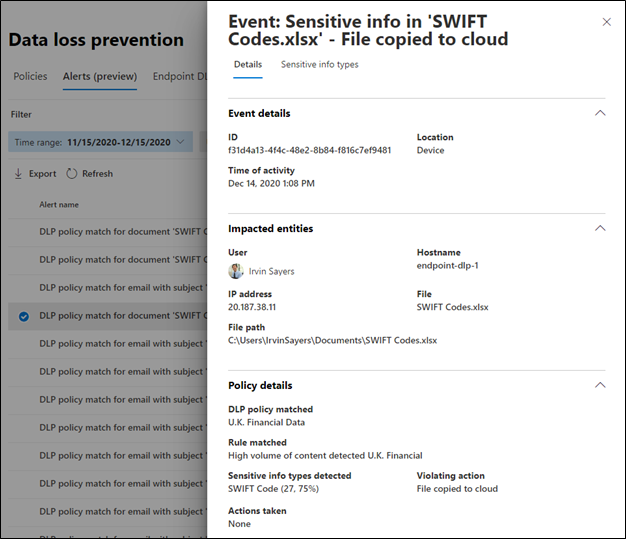 Data loss prevention
Policies Alerts (preview) Endpoint DL
Filter
Time range: 11/15/2020-12/15/2020
Export Refresh
Alert name
DLP policy match for document 'SWIFT C
DLP policy match for document 'SWIFT C
DLP policy match for email with subject '
DLP policy match for document 'SWIFT C
DLP policy match for email with subject '
DLP policy match for email with subject '
DLP policy match for email with subject '
DLP policy match for email with subject '
DLP policy match for email with subject '
DLP policy match for email with subject '
DLP policy match for email with subject '
DLP policy match for email with subject '
Event: Sensitive info in 'SWIFT
Codes.xlsx' - File copied to cloud
Details Sensitive info types
Event details
ID Location
f31d4a13-4f4c-48e2-8b84-f816c7ef9481 Device
Time of activity
Dec 14, 2020 1:08 PM
Impacted entities
User Hostname
Irvin Sayers endpoint-dlp-1
IP address File
20.187.38.11 SWIFT Codes.xlsx
File path
C:\Users\IrvinSayers\Documents\SWIFT Codes.xlsx
Policy details
DLP policy matched
U.K. Financial Data
Rule matched
High volume of content detected U.K. Financial
Sensitive info types detected Violating action
SWIFT Code (27, 75%) File copied to cloud
Actions taken
None